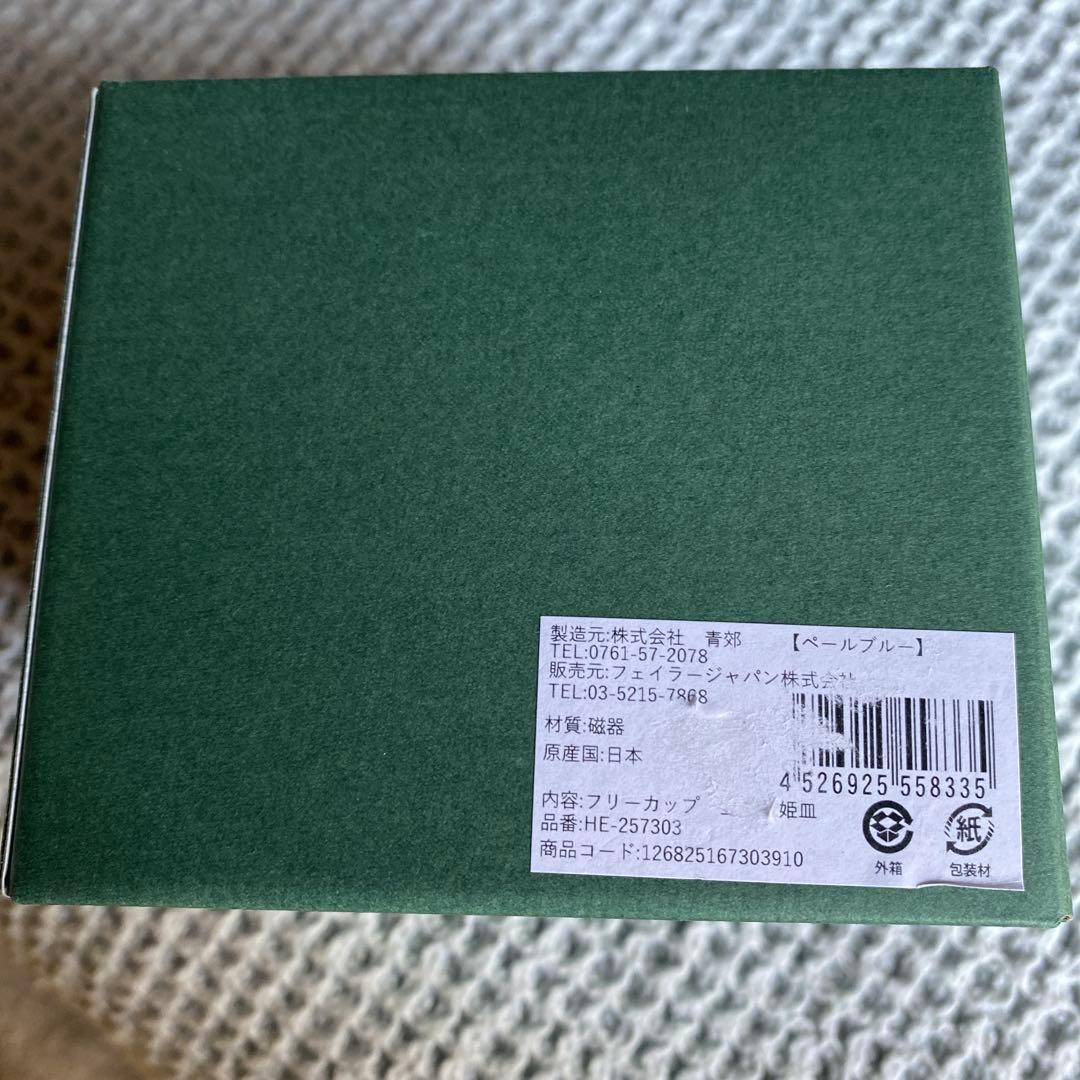 製造元:株式会社 青郊 【ペールブルー】
TEL:0761-57-2078
販売元:フェイラージャパン株式会社
TEL:03-5215-7868
材質:磁器
原産国:日本
4 526925 558335
内容:フリーカップ 姫皿
品番:HE-257303
商品コード:126825167303910
紙
外箱 包装材